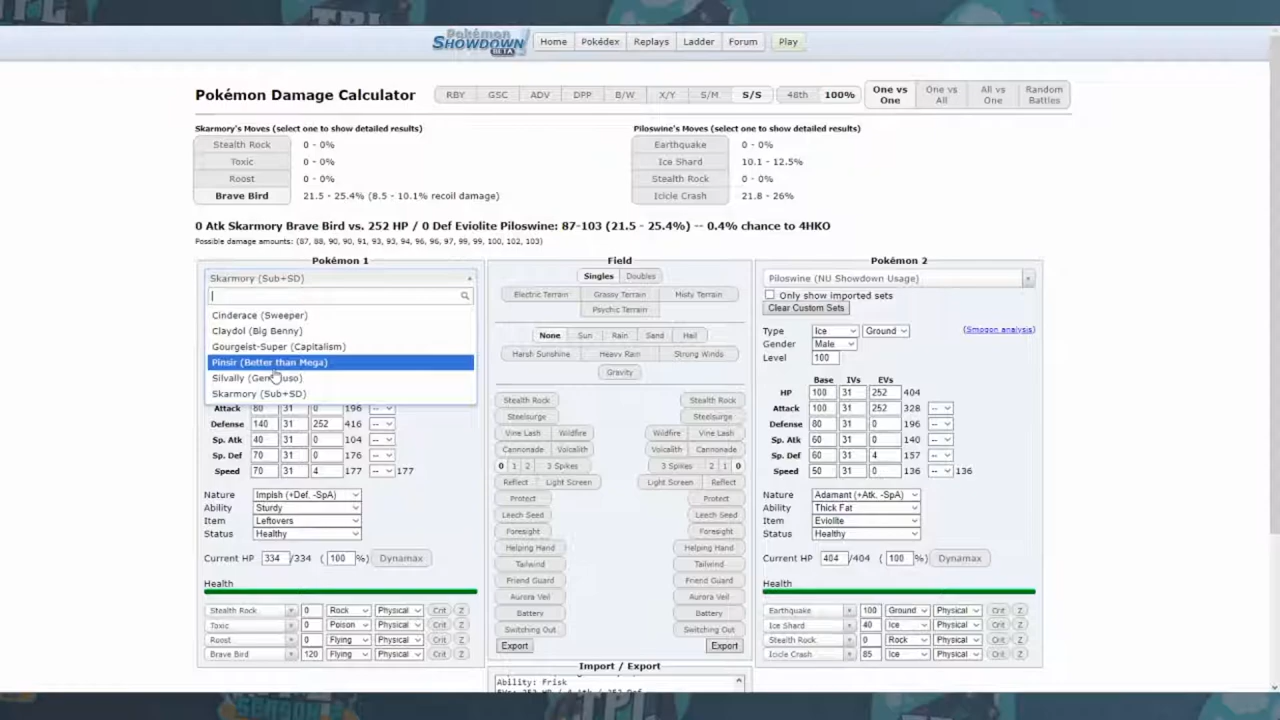 TPL
Pokémon
SHOWDOWN
BETA
Home Pokédex Replays Ladder Forum Play
Pokémon Damage Calculator
RBY GSC ADV DPP B/W X/Y S/M S/S 48th 100%
One vs One
One vs All
All vs One
Random Battles
Skarmory's Moves (select one to show detailed results)
Stealth Rock 0 - 0%
Toxic 0 - 0%
Roost 0 - 0%
Brave Bird 21.5 - 25.4% (8.5 - 10.1% recoil damage)
Piloswine's Moves (select one to show detailed results)
Earthquake 0 - 0%
Ice Shard 10.1 - 12.5%
Stealth Rock 0 - 0%
Icicle Crash 21.8 - 26%
0 Atk Skarmory Brave Bird vs. 252 HP / 0 Def Eviolite Piloswine: 87-103 (21.5 - 25.4%) -- 0.4% chance to 4HKO
Possible damage amounts: (87, 88, 90, 90, 91, 93, 93, 94, 96, 96, 97, 99, 99, 100, 102, 103)
Pokémon 1
Skarmory (Sub+SD)
Cinderace (Sweeper)
Claydol (Big Benny)
Gourgeist-Super (Capitalism)
Pinsir (Better than Mega)
Silvally (Gen
uso)
Skarmory (Sub+SD)
Attack 80 31 0 196 --
Defense 140 31 252 416 --
Sp. Atk 40 31 0 104 --
Sp. Def 70 31 0 176 --
Speed 70 31 4 177 -- 177
Nature Impish (+Def, -SpA)
Ability Sturdy
Item Leftovers
Status Healthy
Current HP 334 /334 ( 100 %) Dynamax
Health
Stealth Rock 0 Rock Physical Crit Z
Toxic 0 Poison Physical Crit Z
Roost 0 Flying Physical Crit Z
Brave Bird 120 Flying Physical Crit Z
Field
Singles Doubles
Electric Terrain Grassy Terrain Misty Terrain
Psychic Terrain
None Sun Rain Sand Hail
Harsh Sunshine Heavy Rain Strong Winds
Gravity
Stealth Rock Stealth Rock
Steelsurge Steelsurge
Vine Lash Wildfire Wildfire Vine Lash
Cannonade Volcalith Volcalith Cannonade
0 1 2 3 Spikes 3 Spikes 2 1 0
Reflect Light Screen Light Screen Reflect
Protect Protect
Leech Seed Leech Seed
Foresight Foresight
Helping Hand Helping Hand
Tailwind Tailwind
Friend Guard Friend Guard
Aurora Veil Aurora Veil
Battery Battery
Switching Out Switching Out
Export Export
Import / Export
Ability: Frisk
Pokémon 2
Piloswine (NU Showdown Usage)
Only show imported sets
Clear Custom Sets
Type Ice Ground (Smogon analysis)
Gender Male
Level 100
Base IVs EVs
HP 100 31 252 404
Attack 100 31 252 328 --
Defense 80 31 0 196 --
Sp. Atk 60 31 0 140 --
Sp. Def 60 31 4 157 --
Speed 50 31 0 136 -- 136
Nature Adamant (+Atk, -SpA)
Ability Thick Fat
Item Eviolite
Status Healthy
Current HP 404 /404 ( 100 %) Dynamax
Health
Earthquake 100 Ground Physical Crit Z
Ice Shard 40 Ice Physical Crit Z
Stealth Rock 0 Rock Physical Crit Z
Icicle Crash 85 Ice Physical Crit Z
SEASON
TPL